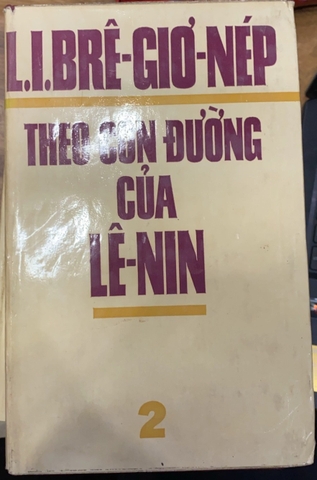 L.I.BRÊ-GIƠ-NÉP
THEO CON ĐƯỜNG
CỦA
LÊ-NIN
2